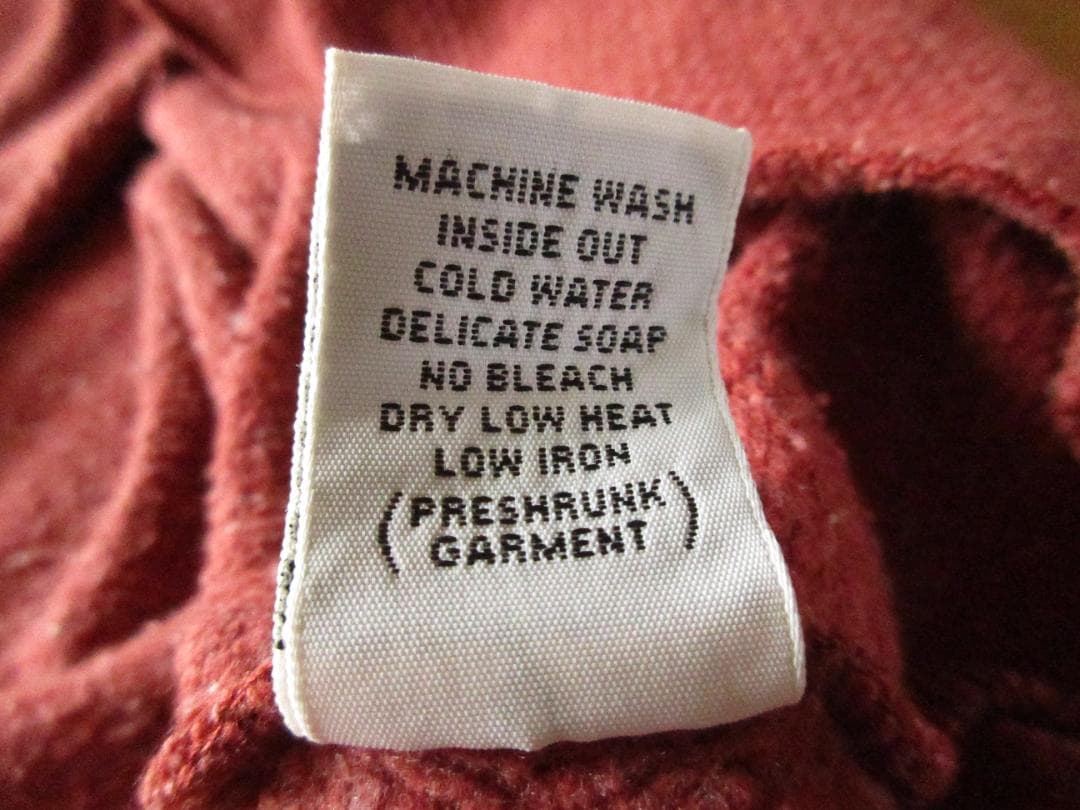 MACHINE WASH
INSIDE OUT
COLD WATER
DELICATE SOAP
NO BLEACH
DRY LOW HEAT
LOW IRON
(PRESHRUNK
GARMENT)